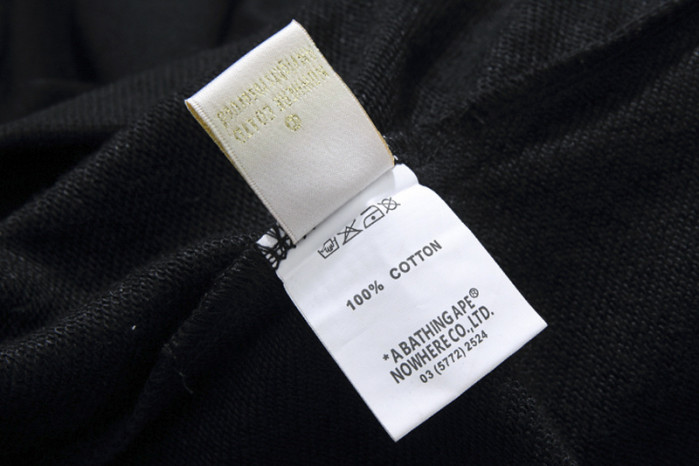 100% COTTON
*A BATHING APE®
NOWHERE CO.,LTD.
03 (5772) 2524